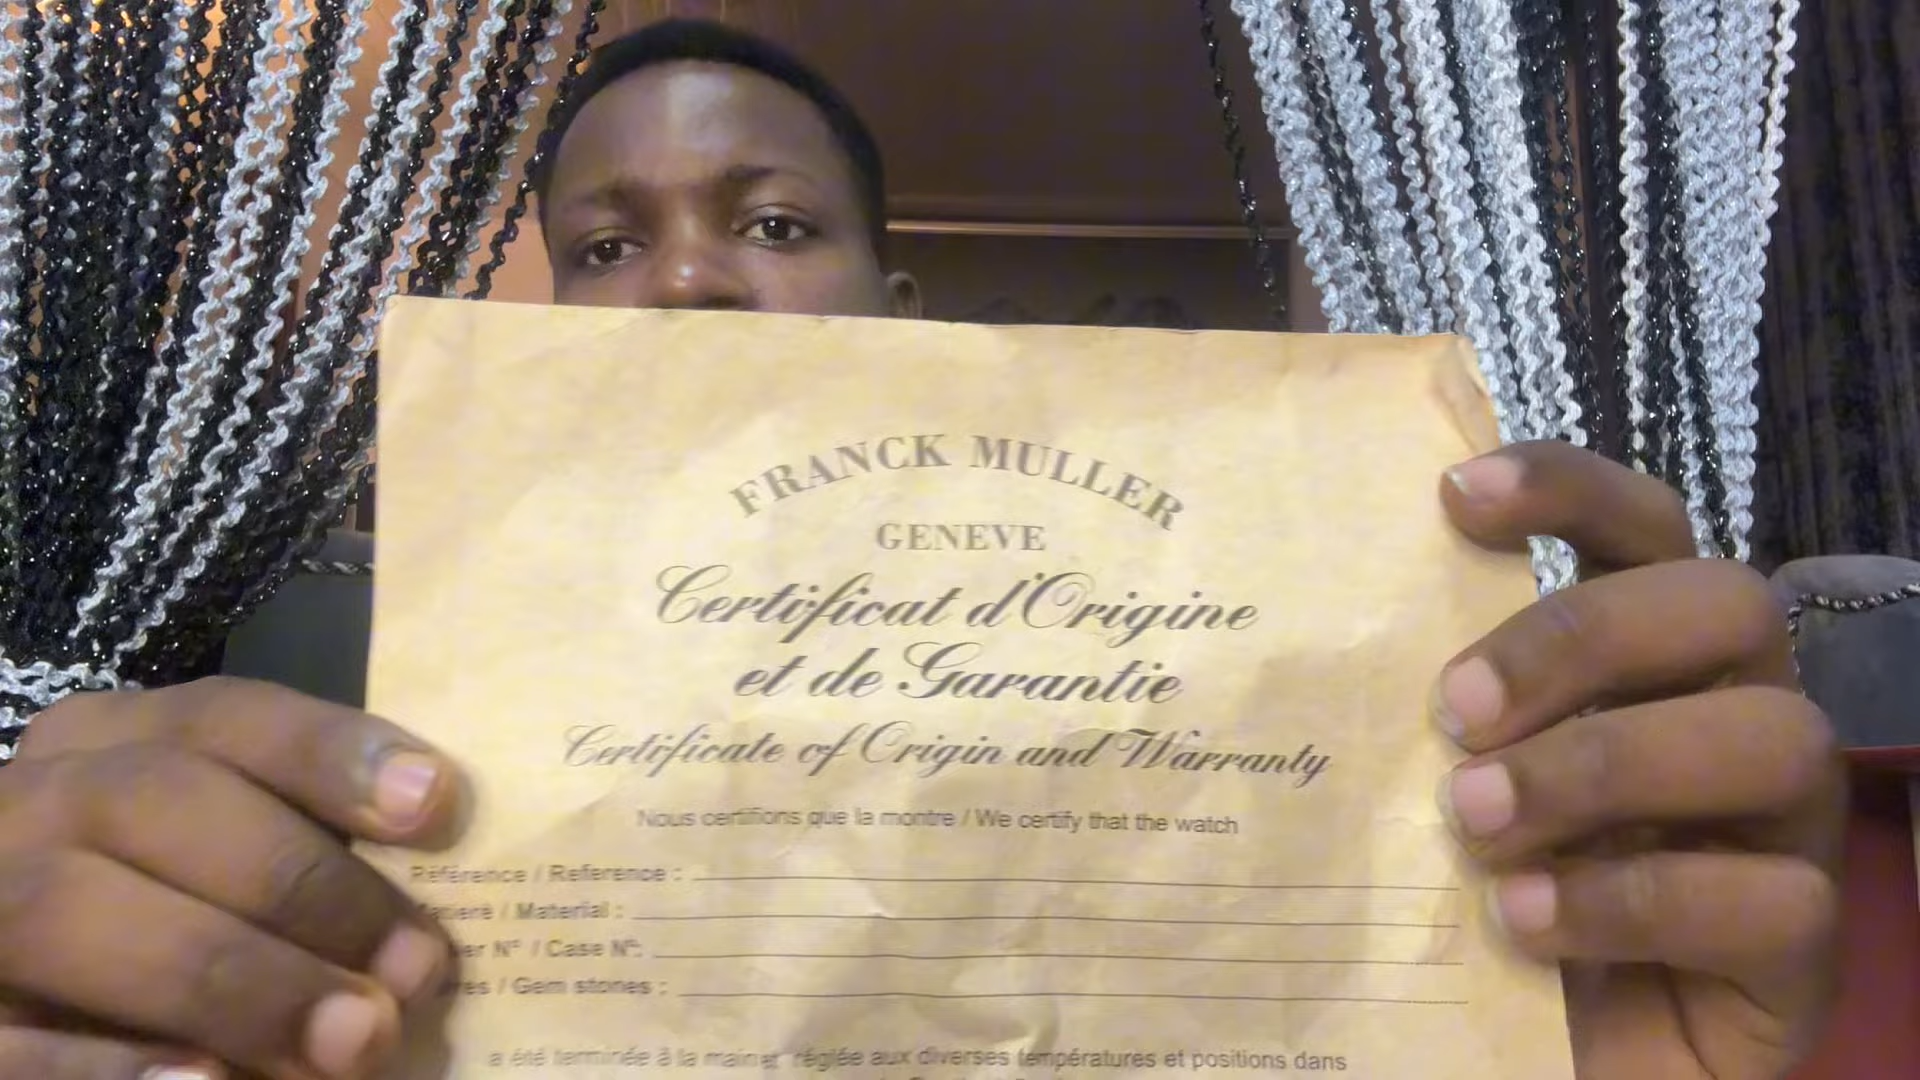 FRANCK MULLER
GENEVE
Certificat d'Origine
et de Garantie
Certificate of Origin and Warranty
Nous certifions que la montre / We certify that the watch
Référence / Reference :
/ Material :
N° / Case N°:
/ Gem stones :
a été terminée à la main et réglée aux diverses températures et positions dans